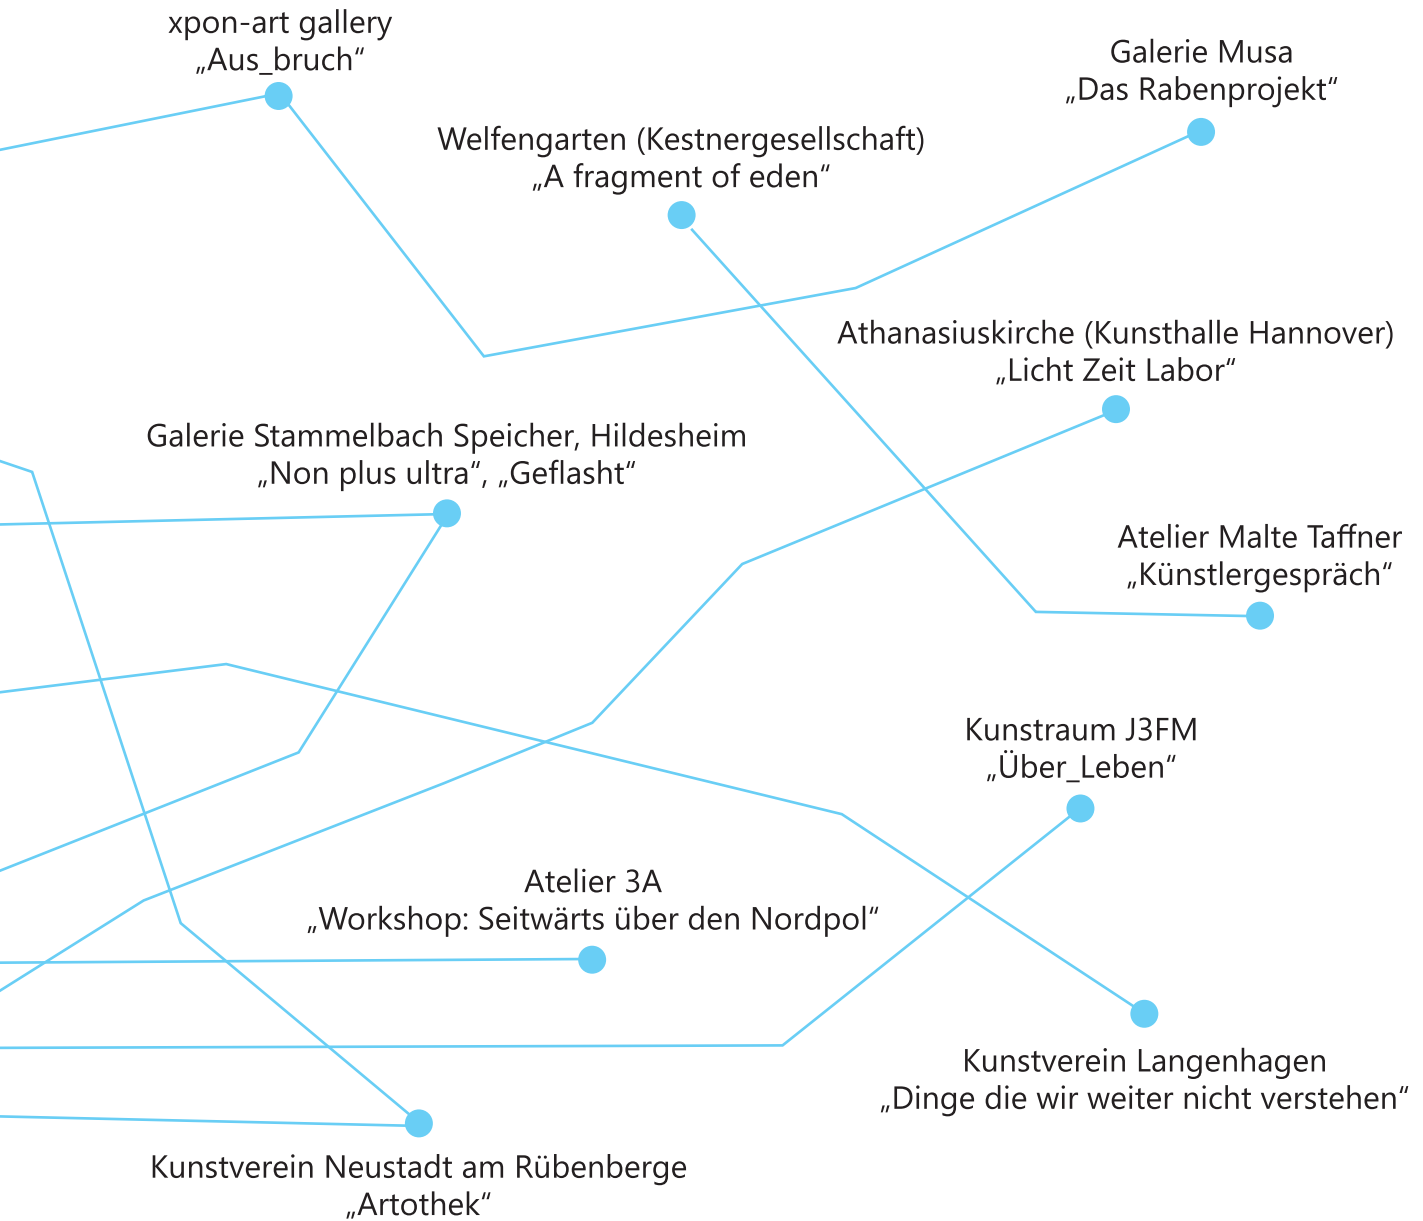 xpon-art gallery
„Aus_bruch“
Galerie Musa
„Das Rabenprojekt“
Welfengarten (Kestnergesellschaft)
„A fragment of eden“
Athanasiuskirche (Kunsthalle Hannover)
„Licht Zeit Labor“
Galerie Stammelbach Speicher, Hildesheim
„Non plus ultra“, „Geflasht“
Atelier Malte Taffner
„Künstlergespräch“
Kunstraum J3FM
„Über_Leben“
Atelier 3A
„Workshop: Seitwärts über den Nordpol“
Kunstverein Langenhagen
„Dinge die wir weiter nicht verstehen“
Kunstverein Neustadt am Rübenberge
„Artothek“